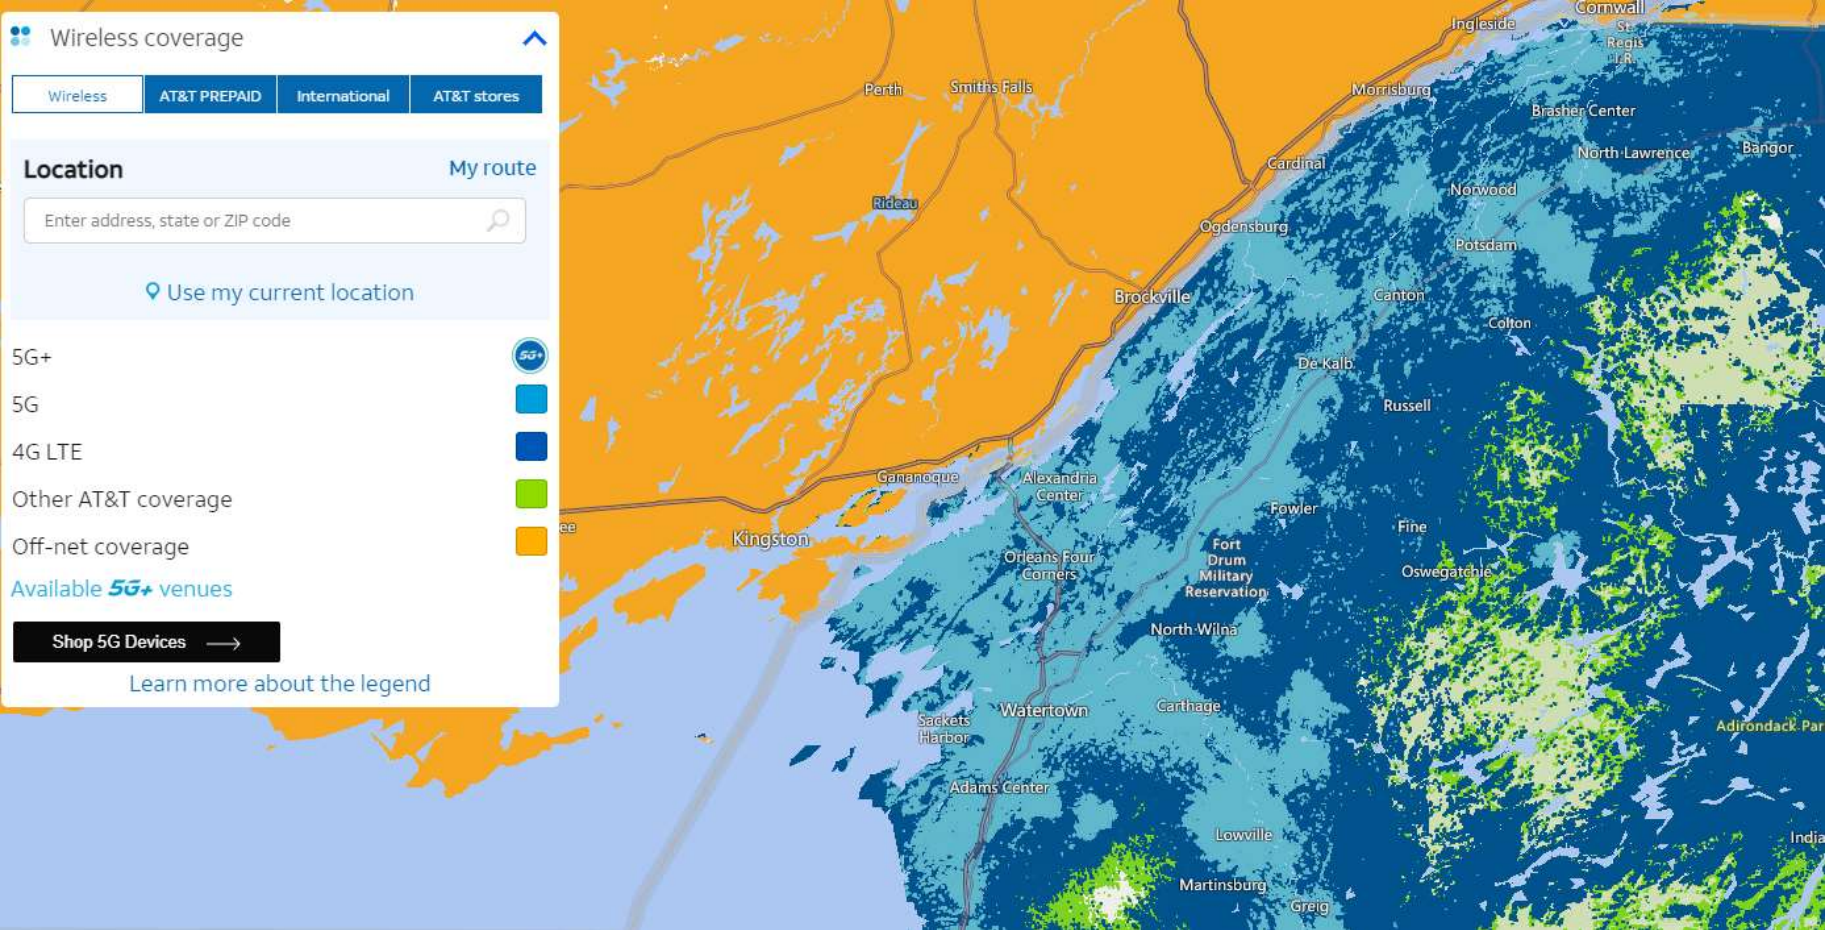 Wireless coverage
Wireless
AT&T PREPAID
International
AT&T stores
Location
My route
Enter address, state or ZIP code
Use my current location
5G+
5G+
5G
4G LTE
Other AT&T coverage
Off-net coverage
Available 5G+ venues
Shop 5G Devices
Learn more about the legend
Cornwall
Ingleside
St.
Regis
I.R.
Perth
Smiths Falls
Morrisburg
Brasher Center
North Lawrence
Bangor
Cardinal
Norwood
Rideau
Ogdensburg
Potsdam
Brockville
Canton
Colton
De Kalb
Russell
Gananoque
Alexandria
Center
Fowler
Fine
ee
Kingston
Orleans Four
Corners
Fort
Drum
Military
Reservation
Oswegatchie
North Wilna
Watertown
Carthage
Sackets
Harbor
Adirondack Par
Adams Center
Lowville
India
Martinsburg
Greig